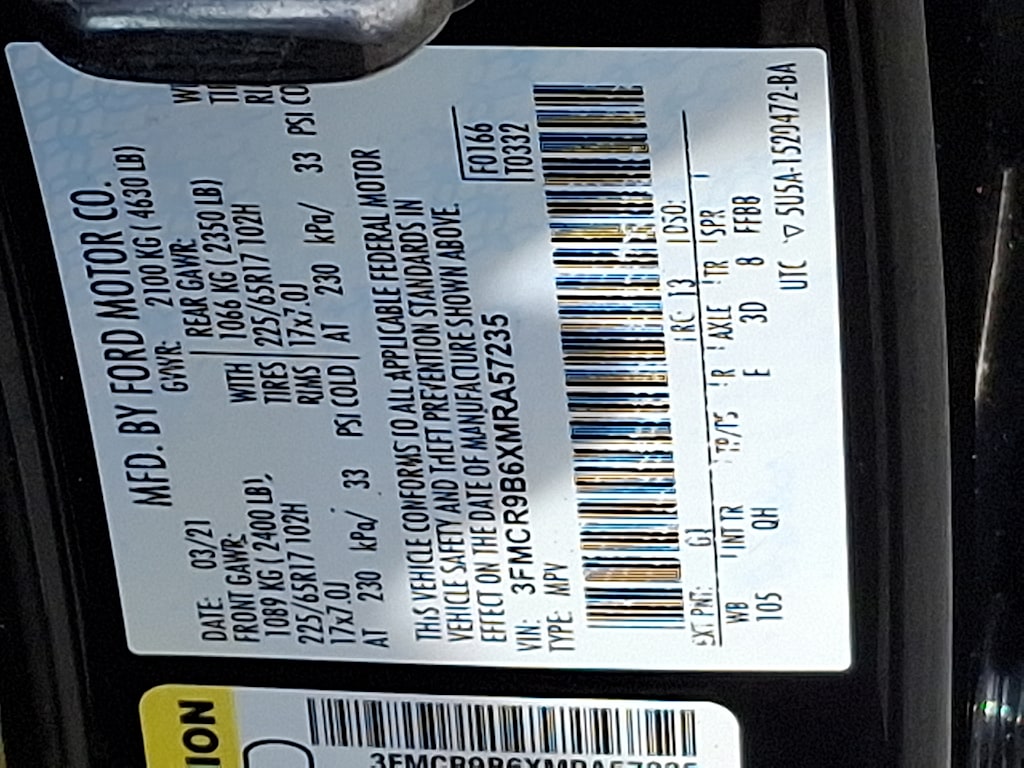 MFD. BY FORD MOTOR CO.
DATE: 03/21 GVWR: 2100 KG ( 4630 LB)
FRONT GAWR: REAR GAWR:
1089 KG ( 2400 LB), WITH 1066 KG ( 2350 LB)
225/65R17 102H TIRES 225/65R17 102H
17x7.0J RIMS 17x7.0J
AT 230 kPa/ 33 PSI COLD AT 230 kPa/ 33 PSI CO
THIS VEHICLE CONFORMS TO ALL APPLICABLE FEDERAL MOTOR
VEHICLE SAFETY AND THEFT PREVENTION STANDARDS IN
EFFECT ON THE DATE OF MANUFACTURE SHOWN ABOVE.
VIN: 3FMCR9B6XMRA57235 F0166
TYPE: MPV T0332
EXT PNT: G1 RC: 13 DSO:
WB INT TR TP/PS R AXLE TR SPR
105 QH E 3D 8 FFBB
UTC ▽ 5U5A-1520472-BA
ION